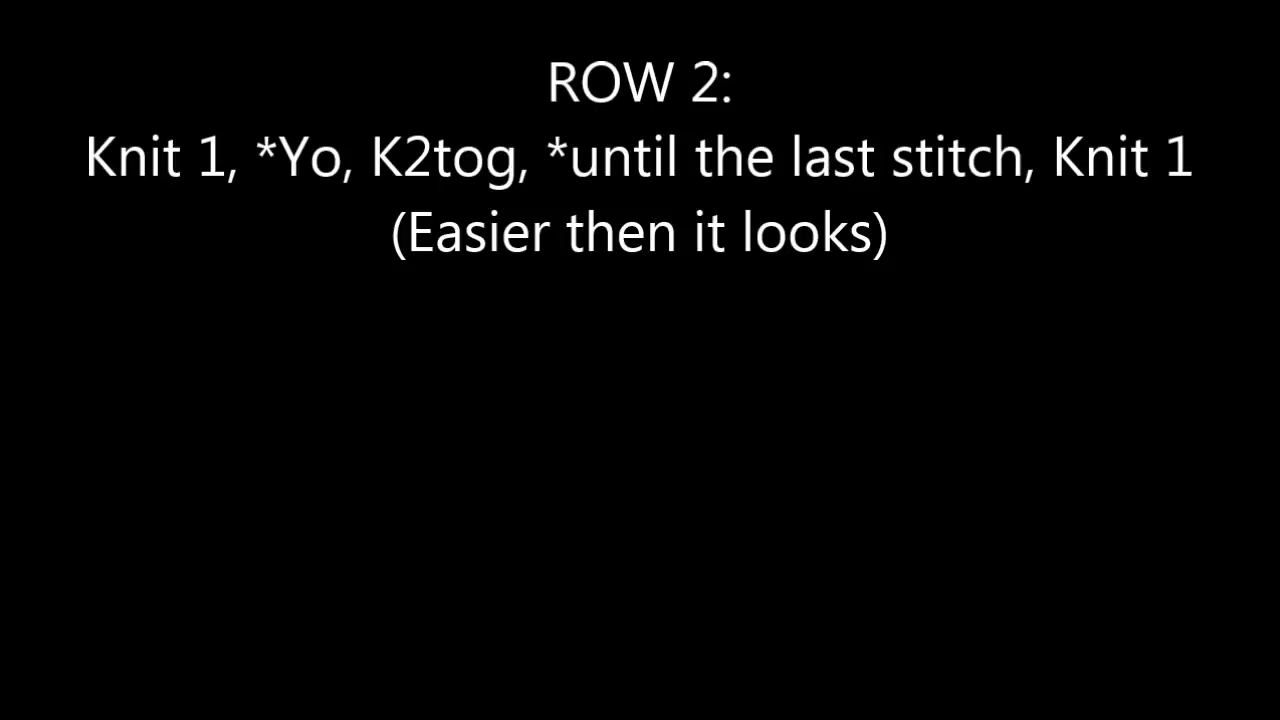 ROW 2:
Knit 1, *Yo, K2tog, *until the last stitch, Knit 1
(Easier then it looks)